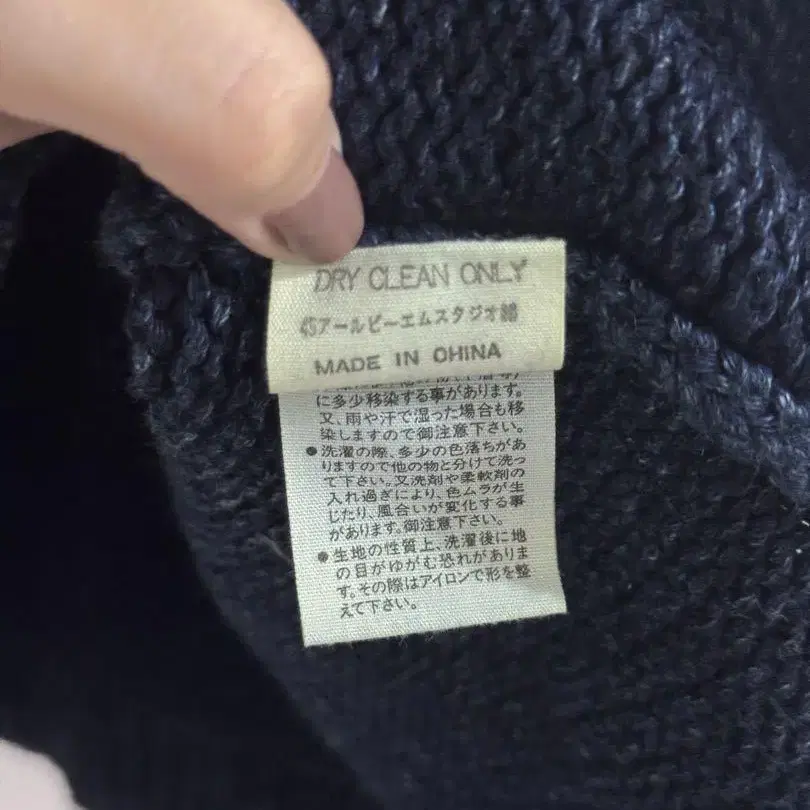 DRY CLEAN ONLY
45アールピーエムスタジオ㈱
MADE IN CHINA
に多少移染する事があります。
又、雨や汗で湿った場合も移
染しますので御注意下さい。
●洗濯の際、多少の色落ちがあ
りますので他の物と分けて洗っ
て下さい。又洗剤や柔軟剤の
入れ過ぎにより、色ムラが生
じたり、風合いが変化する事
があります。御注意下さい。
●生地の性質上、洗濯後に地
の目がゆがむ恐れがありま
す。その際はアイロンで形を整
えて下さい。